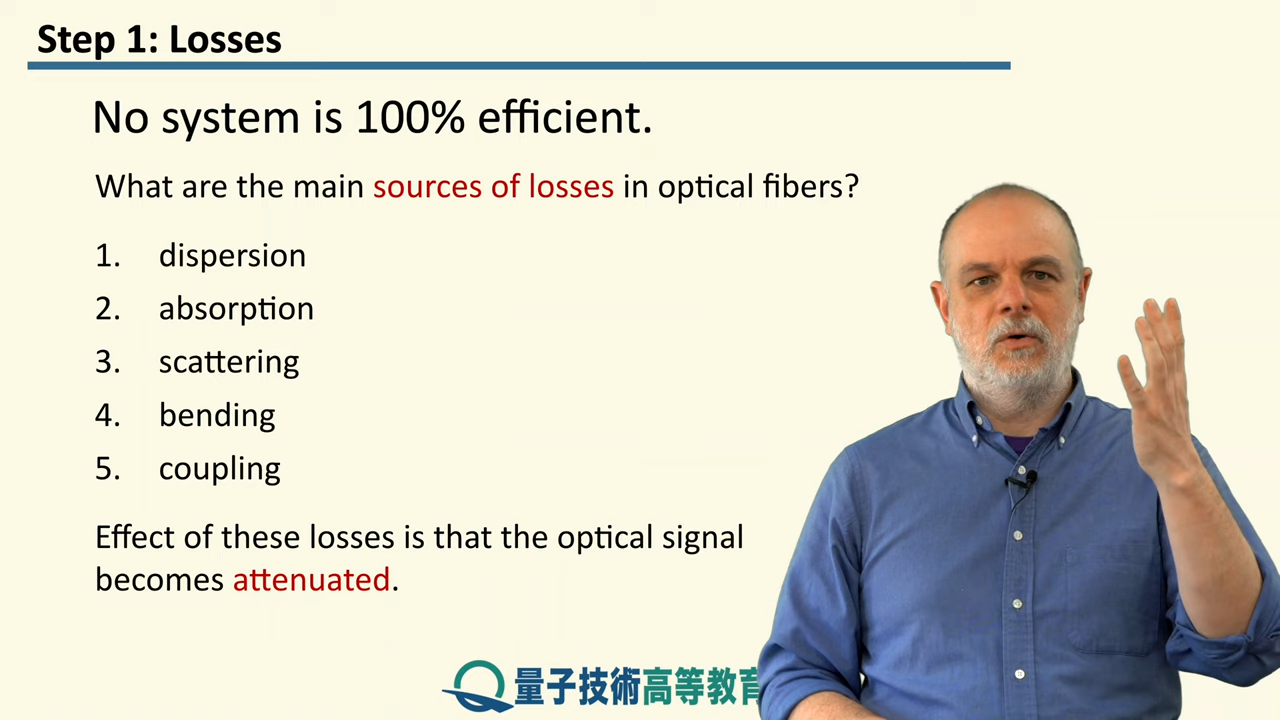 Step 1: Losses
No system is 100% efficient.
What are the main sources of losses in optical fibers?
1. dispersion
2. absorption
3. scattering
4. bending
5. coupling
Effect of these losses is that the optical signal
becomes attenuated.
量子技術高等教育